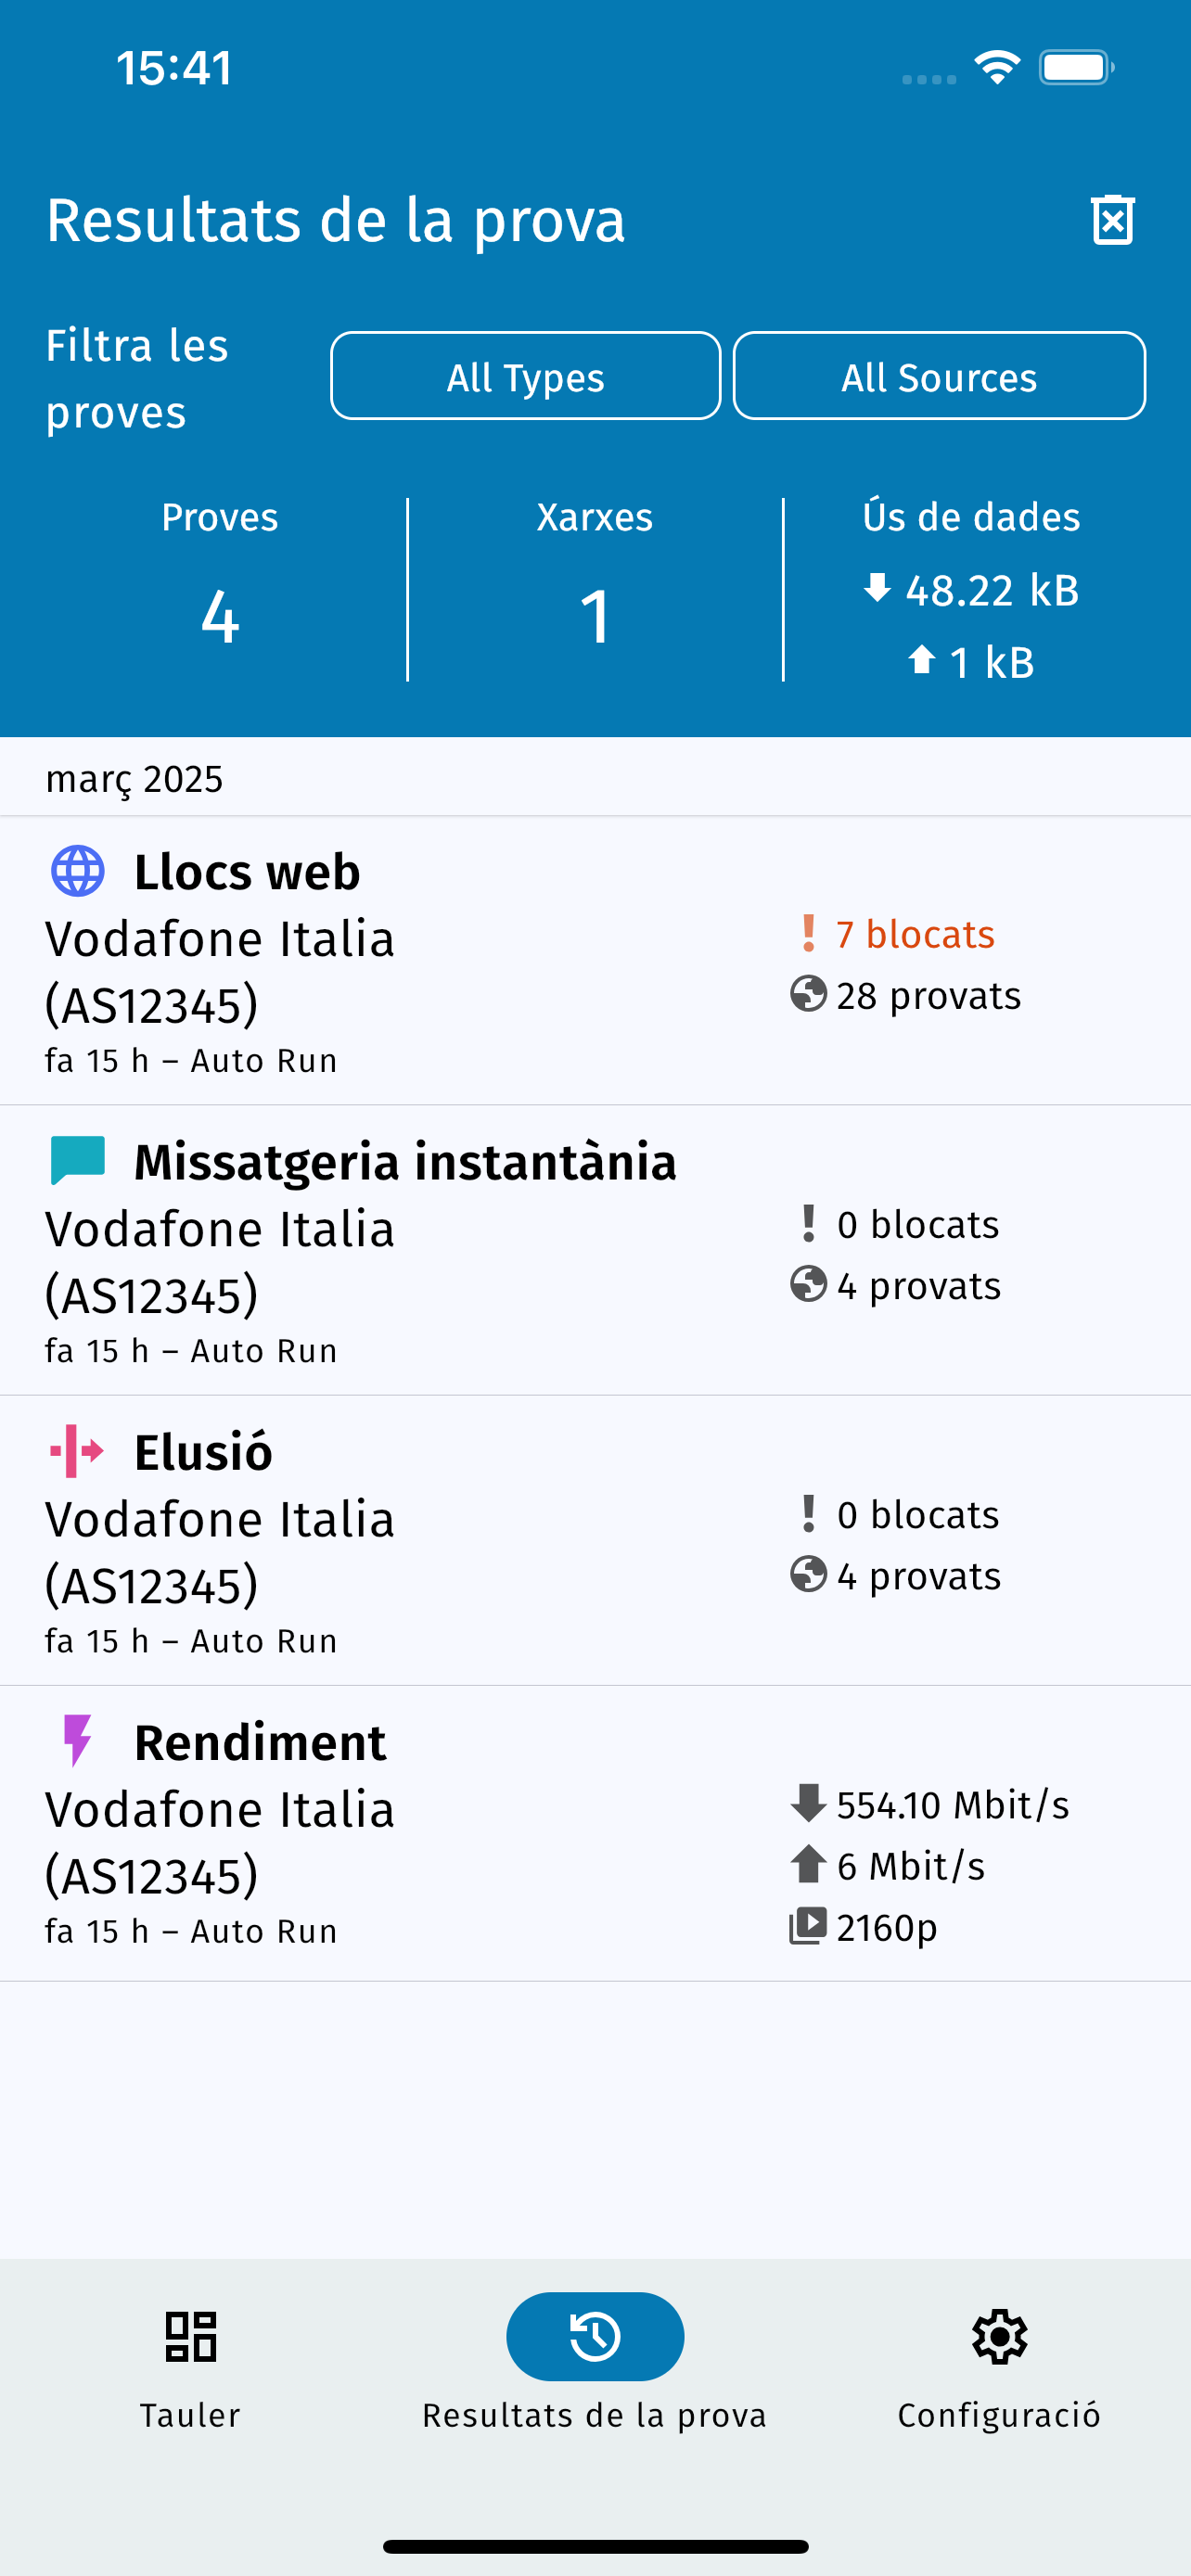 15:41
Resultats de la prova
Filtra les
proves
All Types
All Sources
Proves
4
Xarxes
1
Ús de dades
48.22 kB
1 kB
març 2025
Llocs web
Vodafone Italia
(AS12345)
fa 15 h – Auto Run
7 blocats
28 provats
Missatgeria instantània
Vodafone Italia
(AS12345)
fa 15 h – Auto Run
0 blocats
4 provats
Elusió
Vodafone Italia
(AS12345)
fa 15 h – Auto Run
0 blocats
4 provats
Rendiment
Vodafone Italia
(AS12345)
fa 15 h – Auto Run
554.10 Mbit/s
6 Mbit/s
2160p
Tauler
Resultats de la prova
Configuració